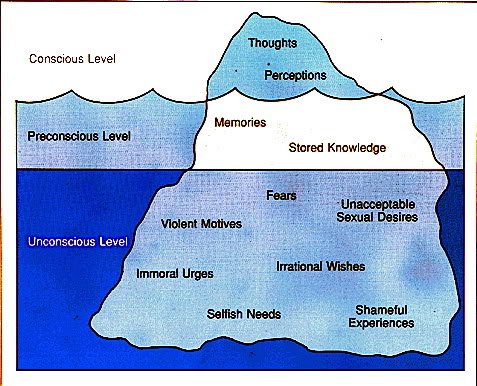 Thoughts
Conscious Level
Perceptions
Memories
Preconscious Level
Stored Knowledge
Fears
Unacceptable
Sexual Desires
Violent Motives
Unconscious Level
Irrational Wishes
Immoral Urges
Selfish Needs
Shameful
Experiences